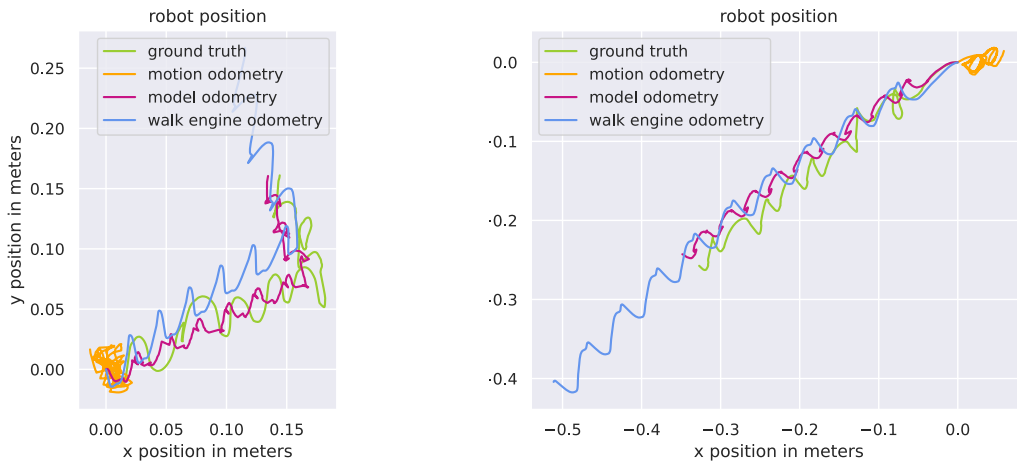 robot position
ground truth
motion odometry
model odometry
walk engine odometry
y position in meters
0.25
0.20
0.15
0.10
0.05
0.00
0.00 0.05 0.10 0.15
x position in meters
robot position
ground truth
motion odometry
model odometry
walk engine odometry
0.0
-0.1
-0.2
-0.3
-0.4
−0.5 −0.4 −0.3 −0.2 −0.1 0.0
x position in meters